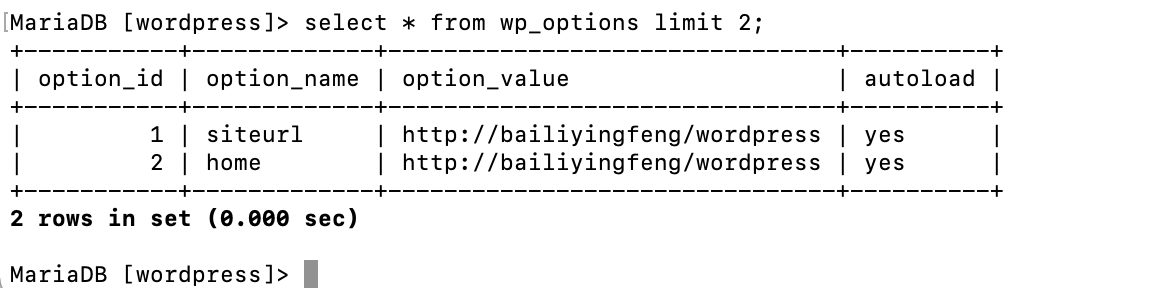 [MariaDB [wordpress]> select * from wp_options limit 2;
+-----------+-------------+---------------------------------+----------+
| option_id | option_name | option_value                    | autoload |
+-----------+-------------+---------------------------------+----------+
|         1 | siteurl     | http://bailiyingfeng/wordpress | yes      |
|         2 | home        | http://bailiyingfeng/wordpress | yes      |
+-----------+-------------+---------------------------------+----------+
2 rows in set (0.000 sec)
MariaDB [wordpress]>